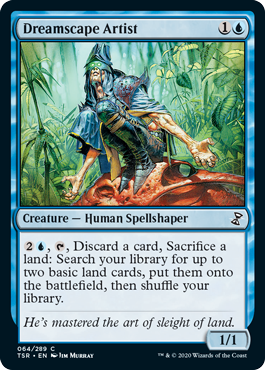 Dreamscape Artist 1
Creature — Human Spellshaper
2 , , Discard a card, Sacrifice a
land: Search your library for up to
two basic land cards, put them onto
the battlefield, then shuffle your
library.
He's mastered the art of sleight of land.
1/1
064/289 C
TSR • EN JIM MURRAY
™ & © 2020 Wizards of the Coast